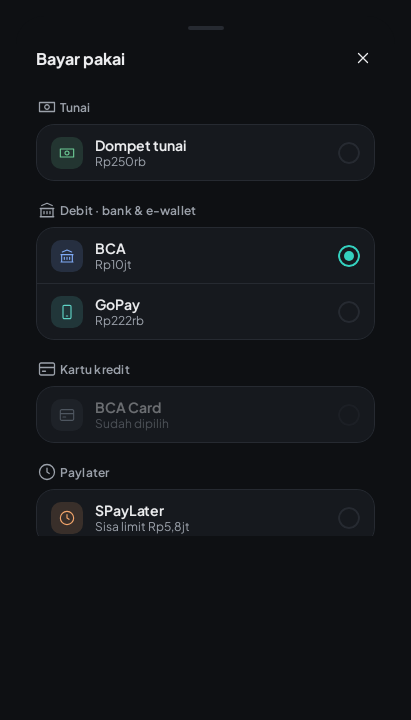 Bayar pakai
Tunai
Dompet tunai
Rp250rb
Debit · bank & e-wallet
BCA
Rp10jt
GoPay
Rp222rb
Kartu kredit
BCA Card
Sudah dipilih
Paylater
SPayLater
Sisa limit Rp5,8jt